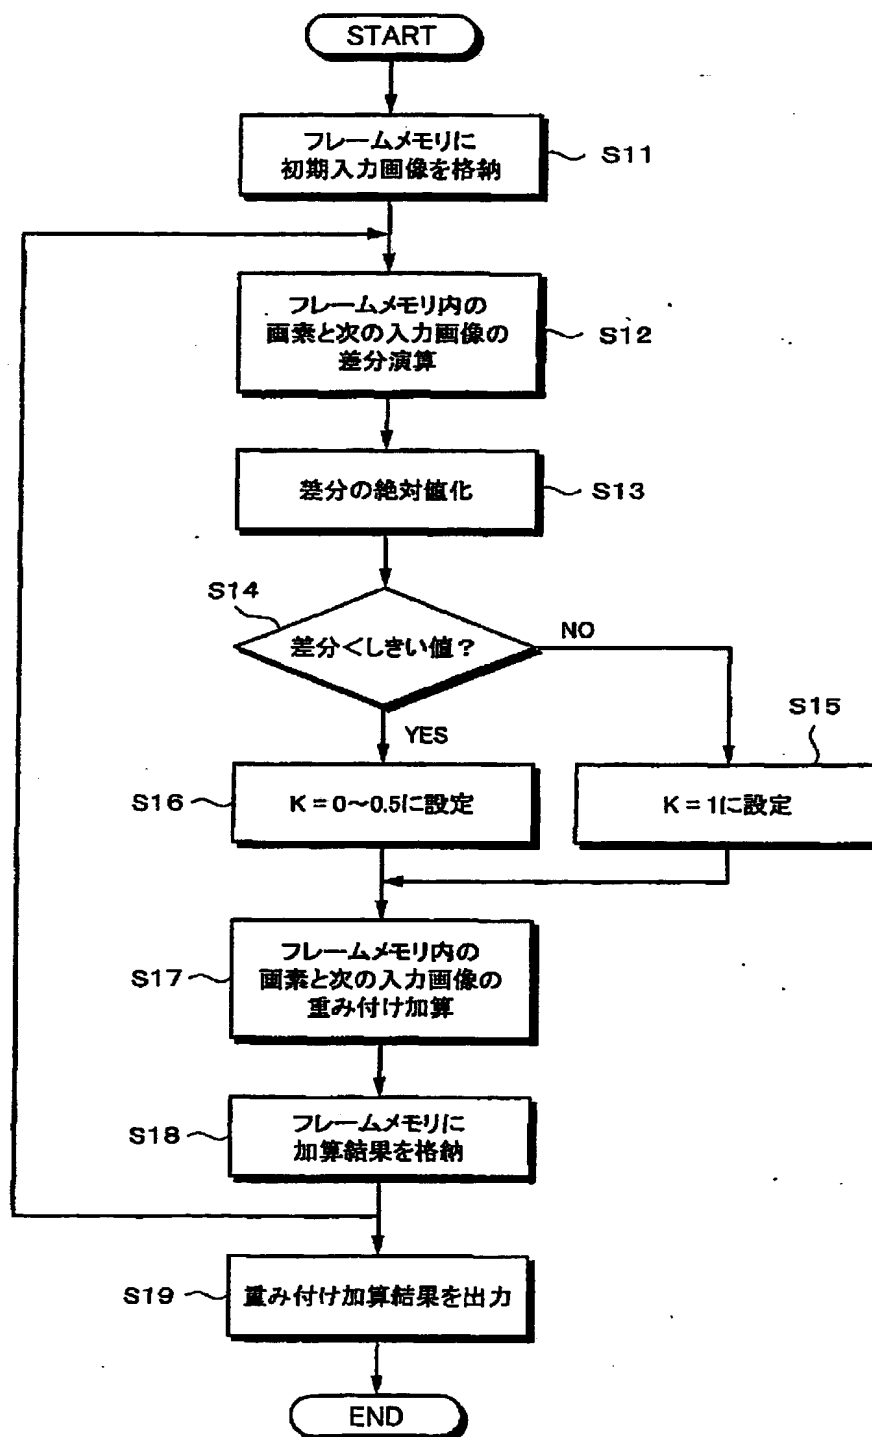 START
フレームメモリに
初期入力画像を格納
S11
フレームメモリ内の
画素と次の入力画像の
差分演算
S12
差分の絶対値化
S13
S14
差分<しきい値?
NO
YES
S15
K=1に設定
S16
K=0~0.5に設定
S17
フレームメモリ内の
画素と次の入力画像の
重み付け加算
S18
フレームメモリに
加算結果を格納
S19
重み付け加算結果を出力
END